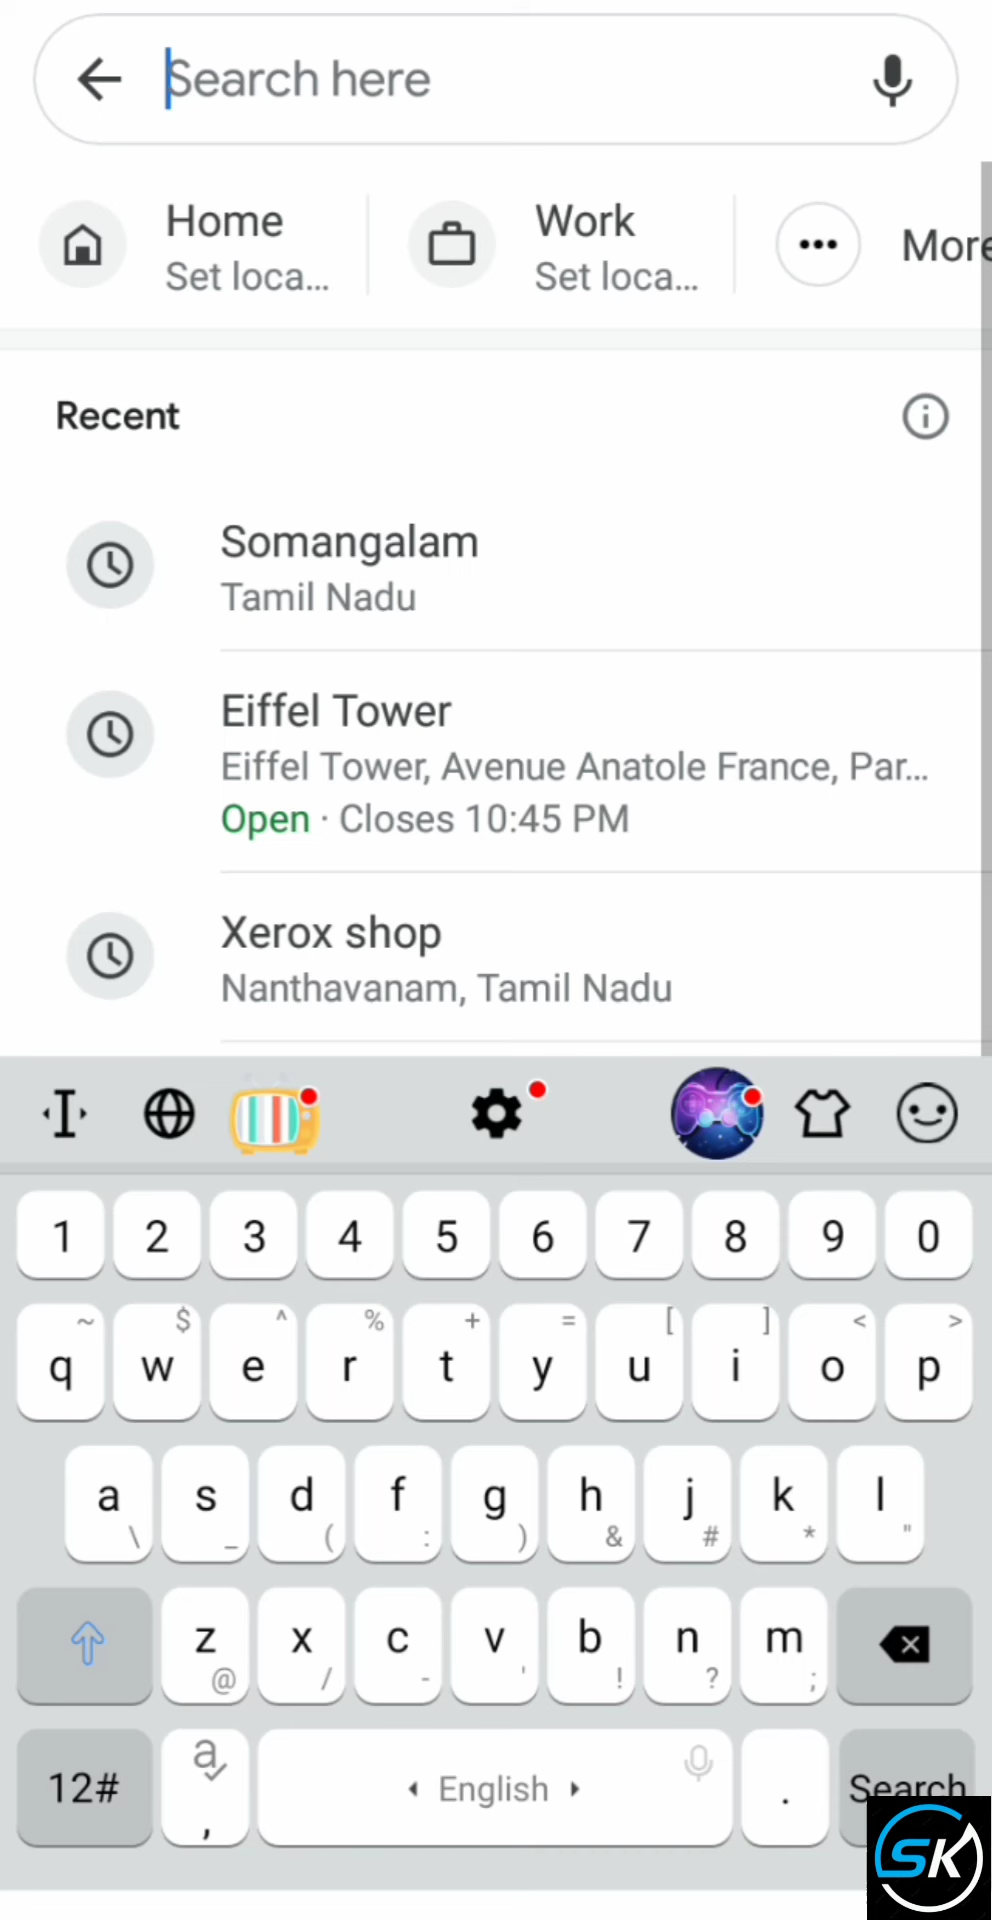 Search here
Home
Set loca...
Work
Set loca...
More
Recent
Somangalam
Tamil Nadu
Eiffel Tower
Eiffel Tower, Avenue Anatole France, Par...
Open · Closes 10:45 PM
Xerox shop
Nanthavanam, Tamil Nadu
1 2 3 4 5 6 7 8 9 0
~ $ ^ % + = [ ] < >
q w e r t y u i o p
a s d f g h j k l
\ _ ( : ) & # * "
z x c v b n m
@ / - ' ! ? ;
12# a , English . Search
SK